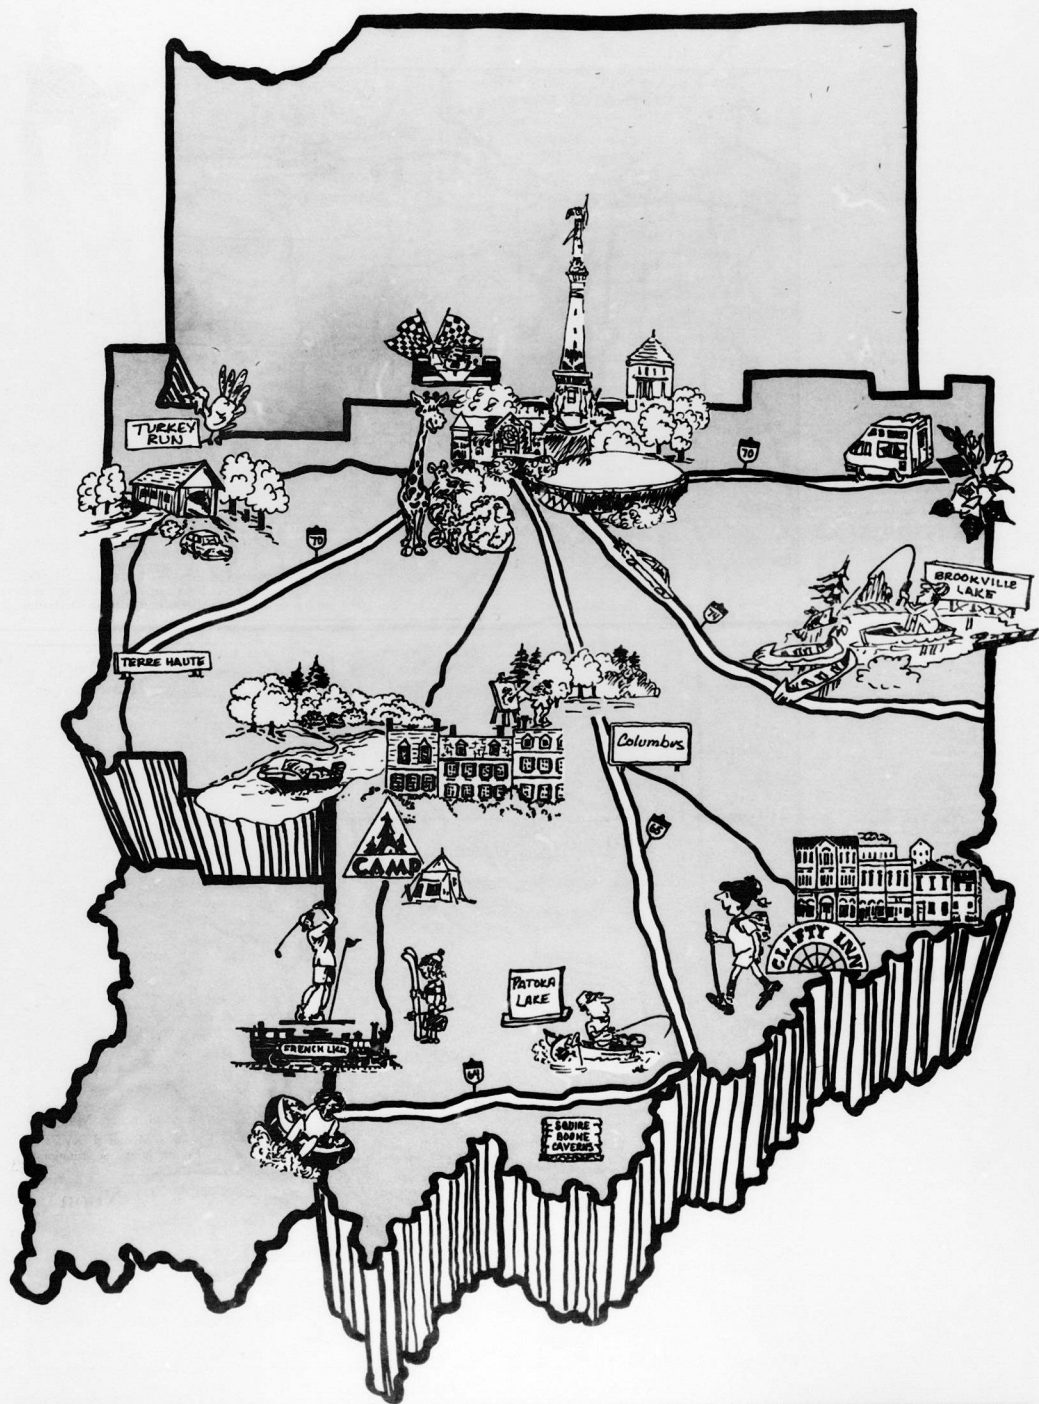 TURKEY
RUN
70
70
BROOKVILLE
LAKE
74
TERRE HAUTE
Columbus
65
CAMP
CLIFTY INN
PATOKA
LAKE
FRENCH LICK
64
SQUIRE
BOONE
CAVERNS